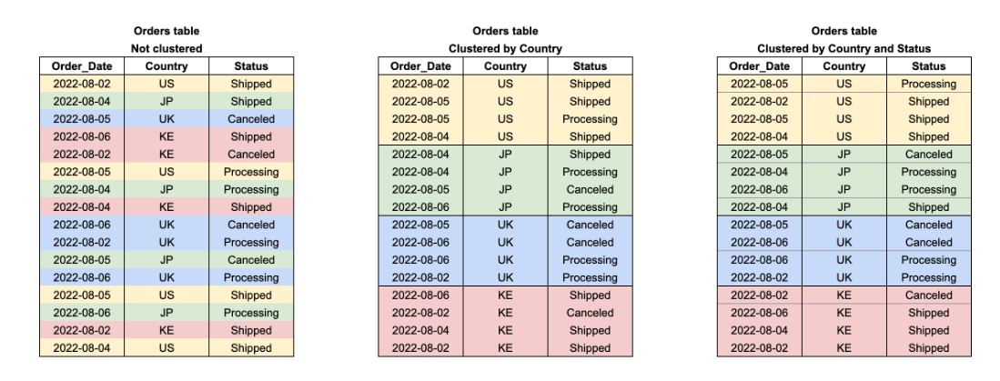 Orders table
Not clustered
Order_Date Country Status
2022-08-02 US Shipped
2022-08-04 JP Shipped
2022-08-05 UK Canceled
2022-08-06 KE Shipped
2022-08-02 KE Canceled
2022-08-05 US Processing
2022-08-04 JP Processing
2022-08-04 KE Shipped
2022-08-06 UK Canceled
2022-08-02 UK Processing
2022-08-05 JP Canceled
2022-08-06 UK Processing
2022-08-05 US Shipped
2022-08-06 JP Processing
2022-08-02 KE Shipped
2022-08-04 US Shipped
Orders table
Clustered by Country
Order_Date Country Status
2022-08-02 US Shipped
2022-08-05 US Shipped
2022-08-05 US Processing
2022-08-04 US Shipped
2022-08-04 JP Shipped
2022-08-04 JP Processing
2022-08-05 JP Canceled
2022-08-06 JP Processing
2022-08-05 UK Canceled
2022-08-06 UK Canceled
2022-08-06 UK Processing
2022-08-02 UK Processing
2022-08-06 KE Shipped
2022-08-02 KE Canceled
2022-08-04 KE Shipped
2022-08-02 KE Shipped
Orders table
Clustered by Country and Status
Order_Date Country Status
2022-08-05 US Processing
2022-08-02 US Shipped
2022-08-05 US Shipped
2022-08-04 US Shipped
2022-08-05 JP Canceled
2022-08-04 JP Processing
2022-08-06 JP Processing
2022-08-04 JP Shipped
2022-08-05 UK Canceled
2022-08-06 UK Canceled
2022-08-06 UK Processing
2022-08-02 UK Processing
2022-08-02 KE Canceled
2022-08-06 KE Shipped
2022-08-04 KE Shipped
2022-08-02 KE Shipped